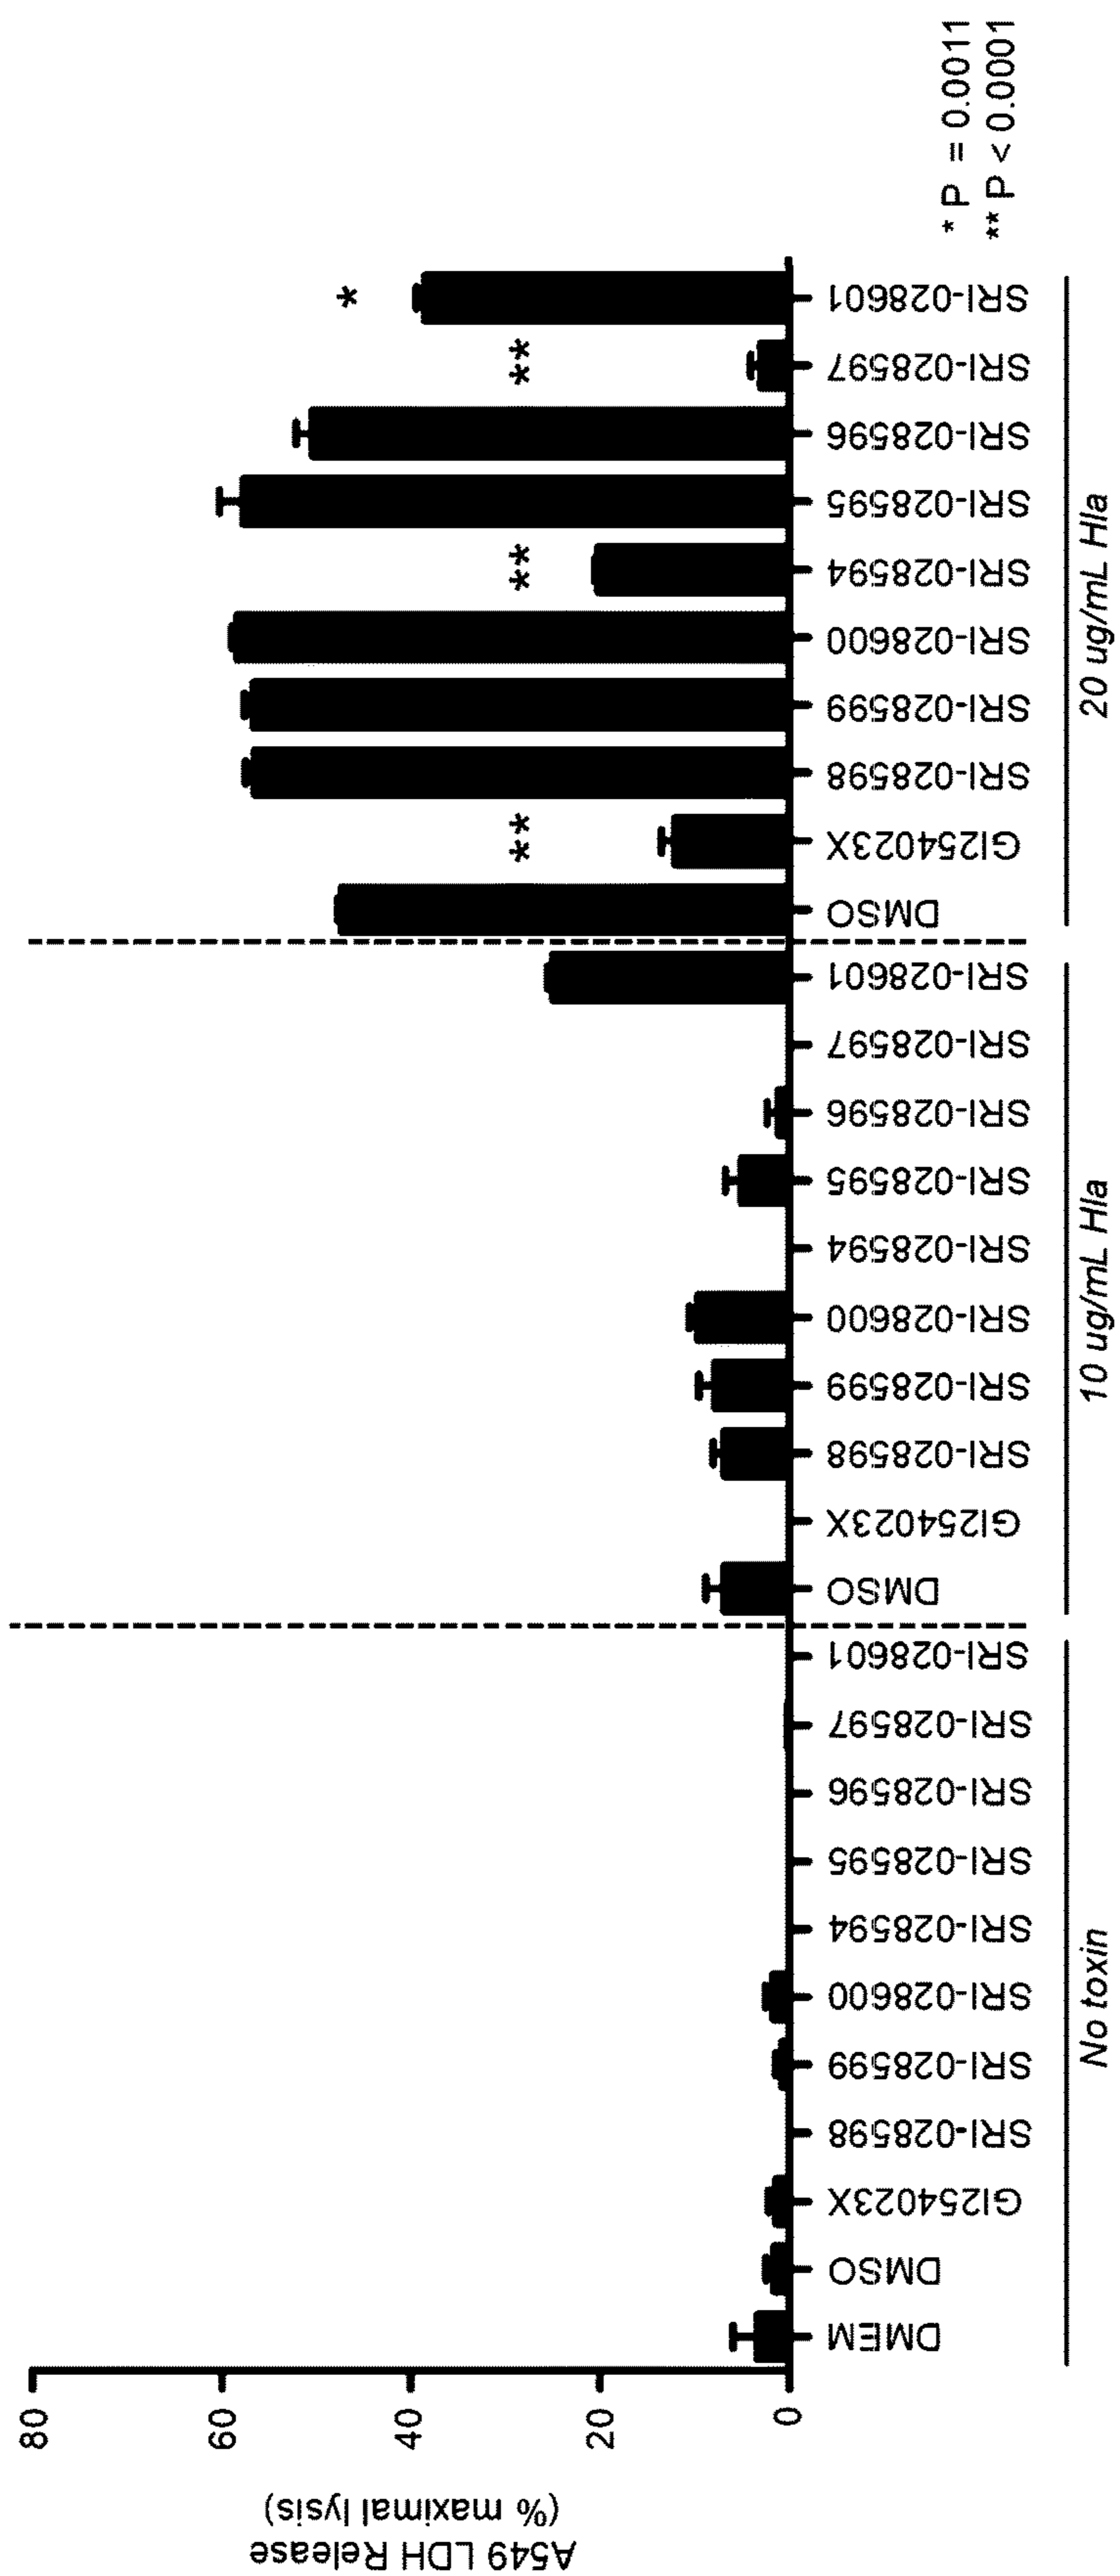 A549 LDH Release
(% maximal lysis)
80
60
40
20
0
DMEM
DMSO
GI254023X
SRI-028598
SRI-028599
SRI-028600
SRI-028594
SRI-028595
SRI-028596
SRI-028597
SRI-028601
DMSO
GI254023X
SRI-028598
SRI-028599
SRI-028600
SRI-028594
SRI-028595
SRI-028596
SRI-028597
SRI-028601
DMSO
GI254023X
SRI-028598
SRI-028599
SRI-028600
SRI-028594
SRI-028595
SRI-028596
SRI-028597
SRI-028601
**
**
**
*
No toxin
10 ug/mL Hla
20 ug/mL Hla
* P = 0.0011
** P < 0.0001